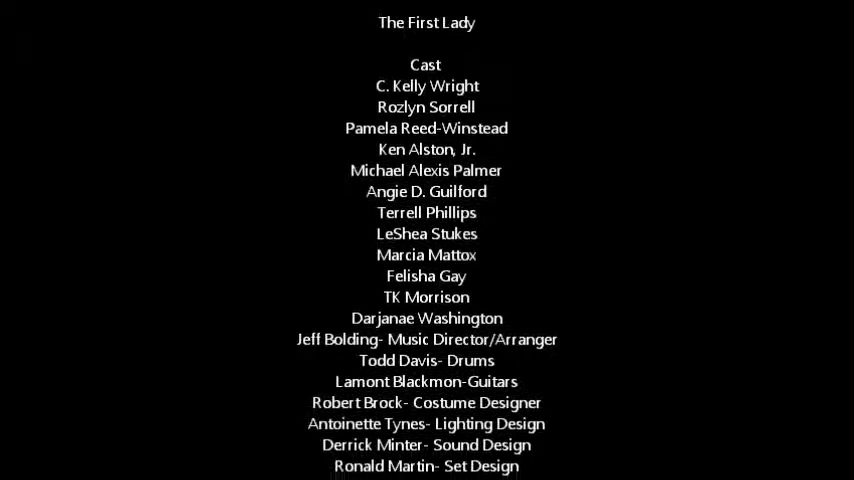 The First Lady
Cast
C. Kelly Wright
Rozlyn Sorrell
Pamela Reed-Winstead
Ken Alston, Jr.
Michael Alexis Palmer
Angie D. Guilford
Terrell Phillips
LeShea Stukes
Marcia Mattox
Felisha Gay
TK Morrison
Darjanae Washington
Jeff Bolding- Music Director/Arranger
Todd Davis- Drums
Lamont Blackmon-Guitars
Robert Brock- Costume Designer
Antoinette Tynes- Lighting Design
Derrick Minter- Sound Design
Ronald Martin- Set Design